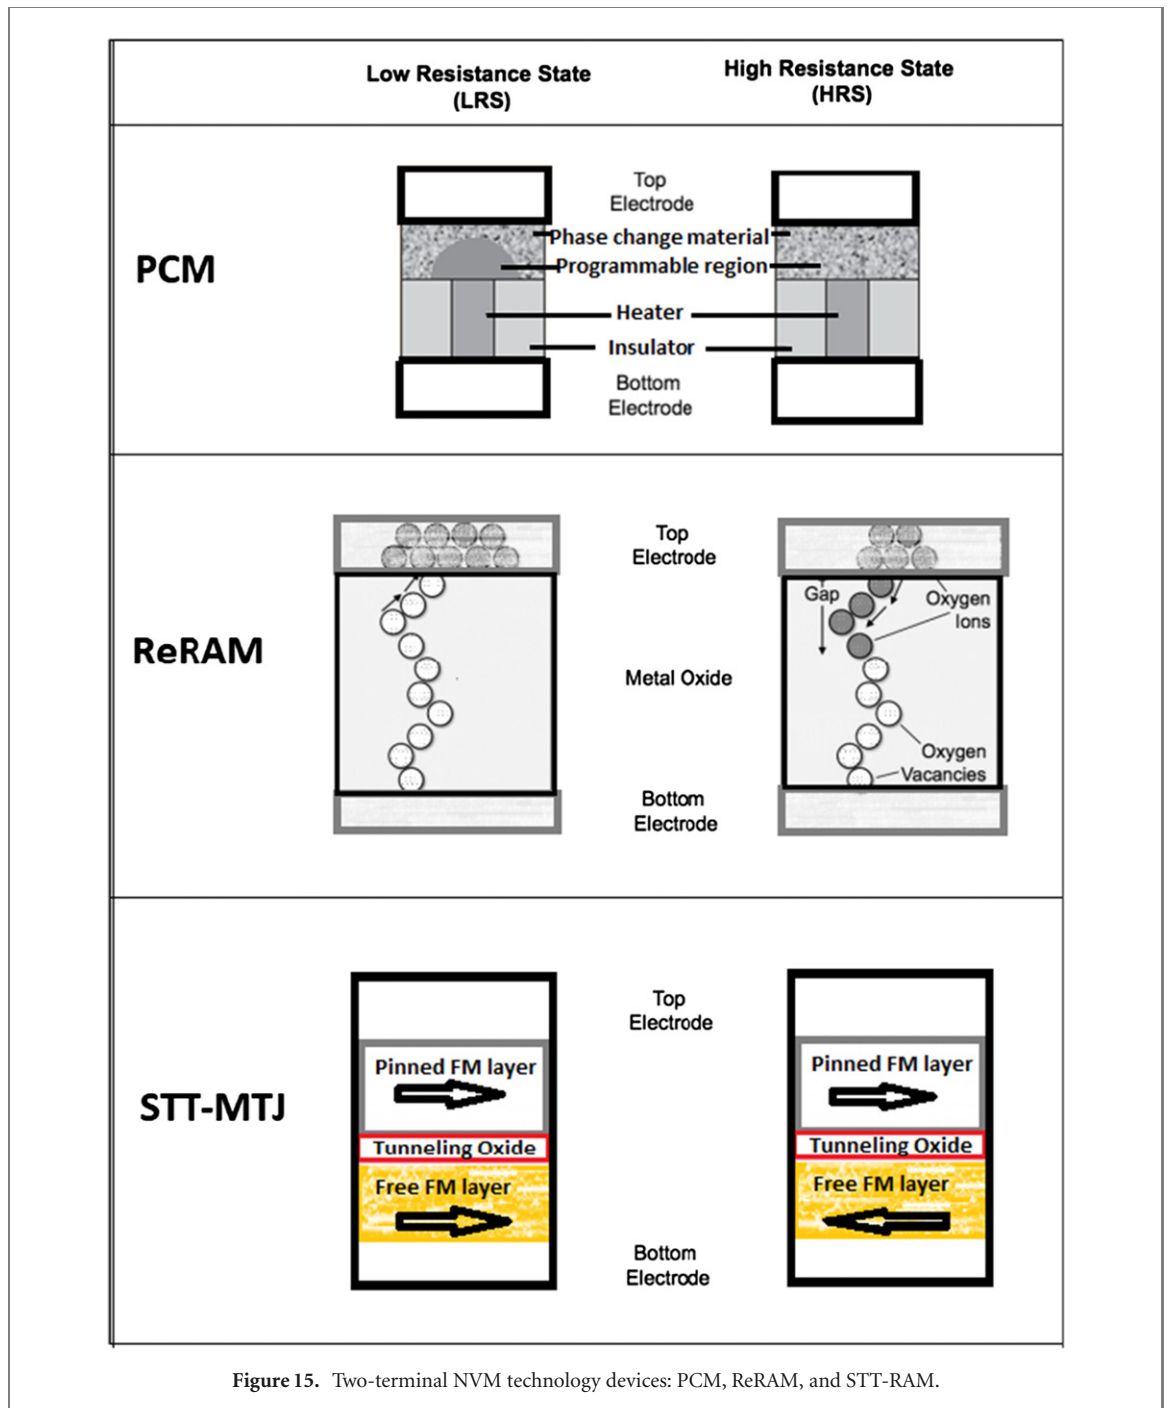 Low Resistance State
(LRS)
High Resistance State
(HRS)
PCM
Top
Electrode
Phase change material
Programmable region
Heater
Insulator
Bottom
Electrode
ReRAM
Top
Electrode
Metal Oxide
Bottom
Electrode
Gap
Oxygen
Ions
Oxygen
Vacancies
STT-MTJ
Pinned FM layer
Tunneling Oxide
Free FM layer
Top
Electrode
Bottom
Electrode
Pinned FM layer
Tunneling Oxide
Free FM layer
Figure 15. Two-terminal NVM technology devices: PCM, ReRAM, and STT-RAM.